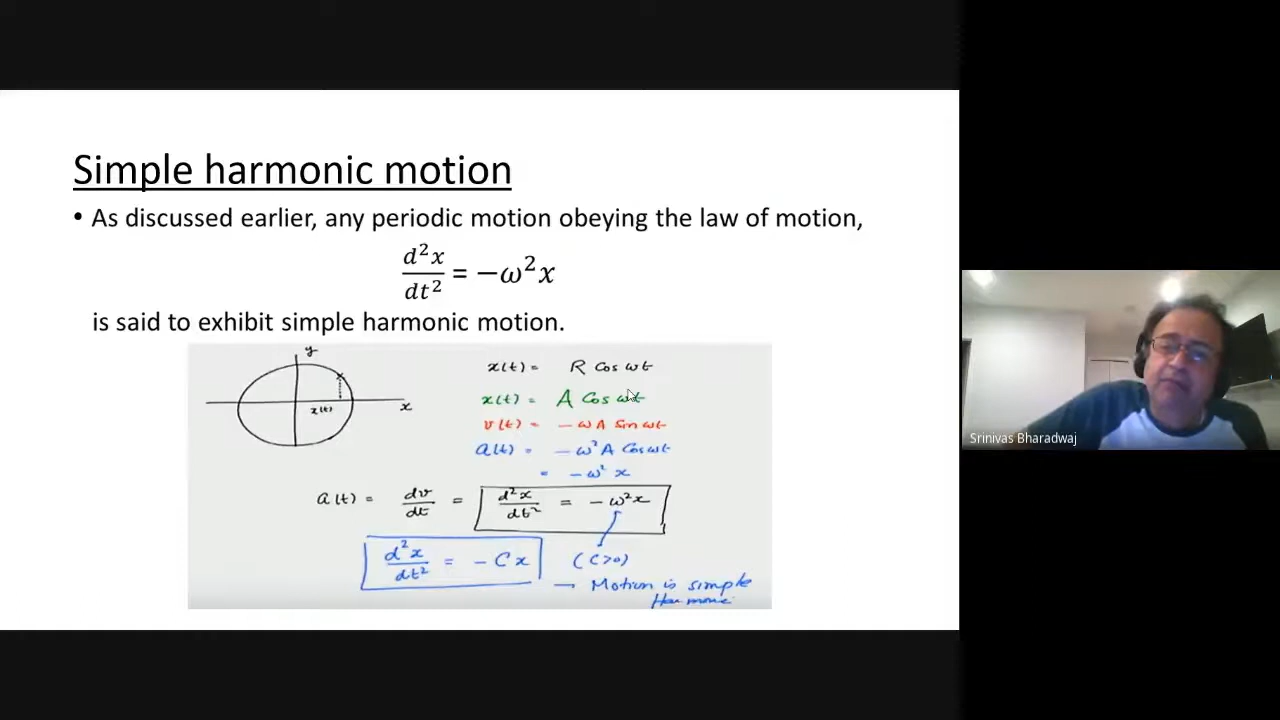 Simple harmonic motion
• As discussed earlier, any periodic motion obeying the law of motion,
d²x/dt² = −ω²x
is said to exhibit simple harmonic motion.
y
x(t)
x
x(t) = R Cos ωt
x(t) = A Cos ωt
v(t) = − ωA Sin ωt
a(t) = − ω²A Cos ωt
= − ω² x
a(t) = dv/dt = d²x/dt² = − ω²x
d²x/dt² = − C x
(C>0)
— Motion is simple
Harmonic
Srinivas Bharadwaj